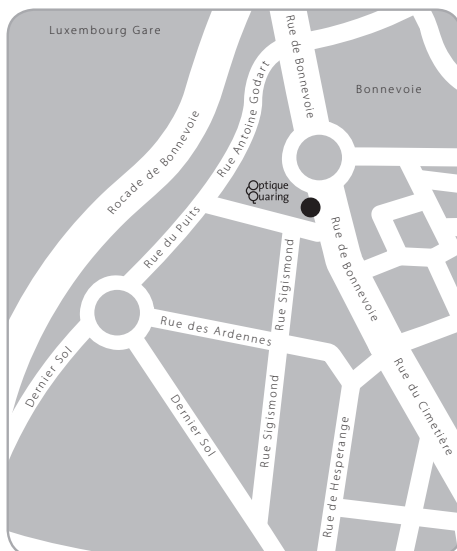 Luxembourg Gare
Rue de Bonnevoie
Bonnevoie
Rue Antoine Godart
Rocade de Bonnevoie
Optique
Quaring
Rue du Puits
Rue de Bonnevoie
Rue Sigismond
Rue des Ardennes
Dernier Sol
Rue du Cimetière
Dernier Sol
Rue Sigismond
Rue de Hesperange